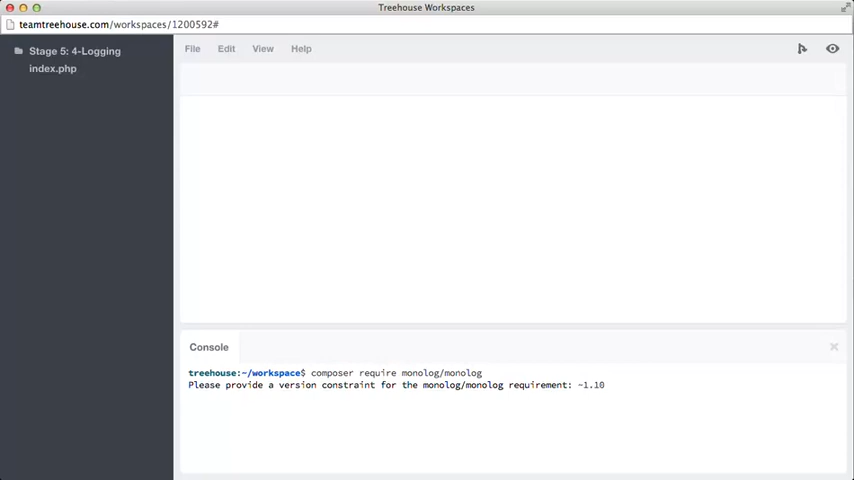 Treehouse Workspaces
teamtreehouse.com/workspaces/1200592#
Stage 5: 4-Logging
index.php
File Edit View Help
Console
treehouse:~/workspace$ composer require monolog/monolog
Please provide a version constraint for the monolog/monolog requirement: ~1.10